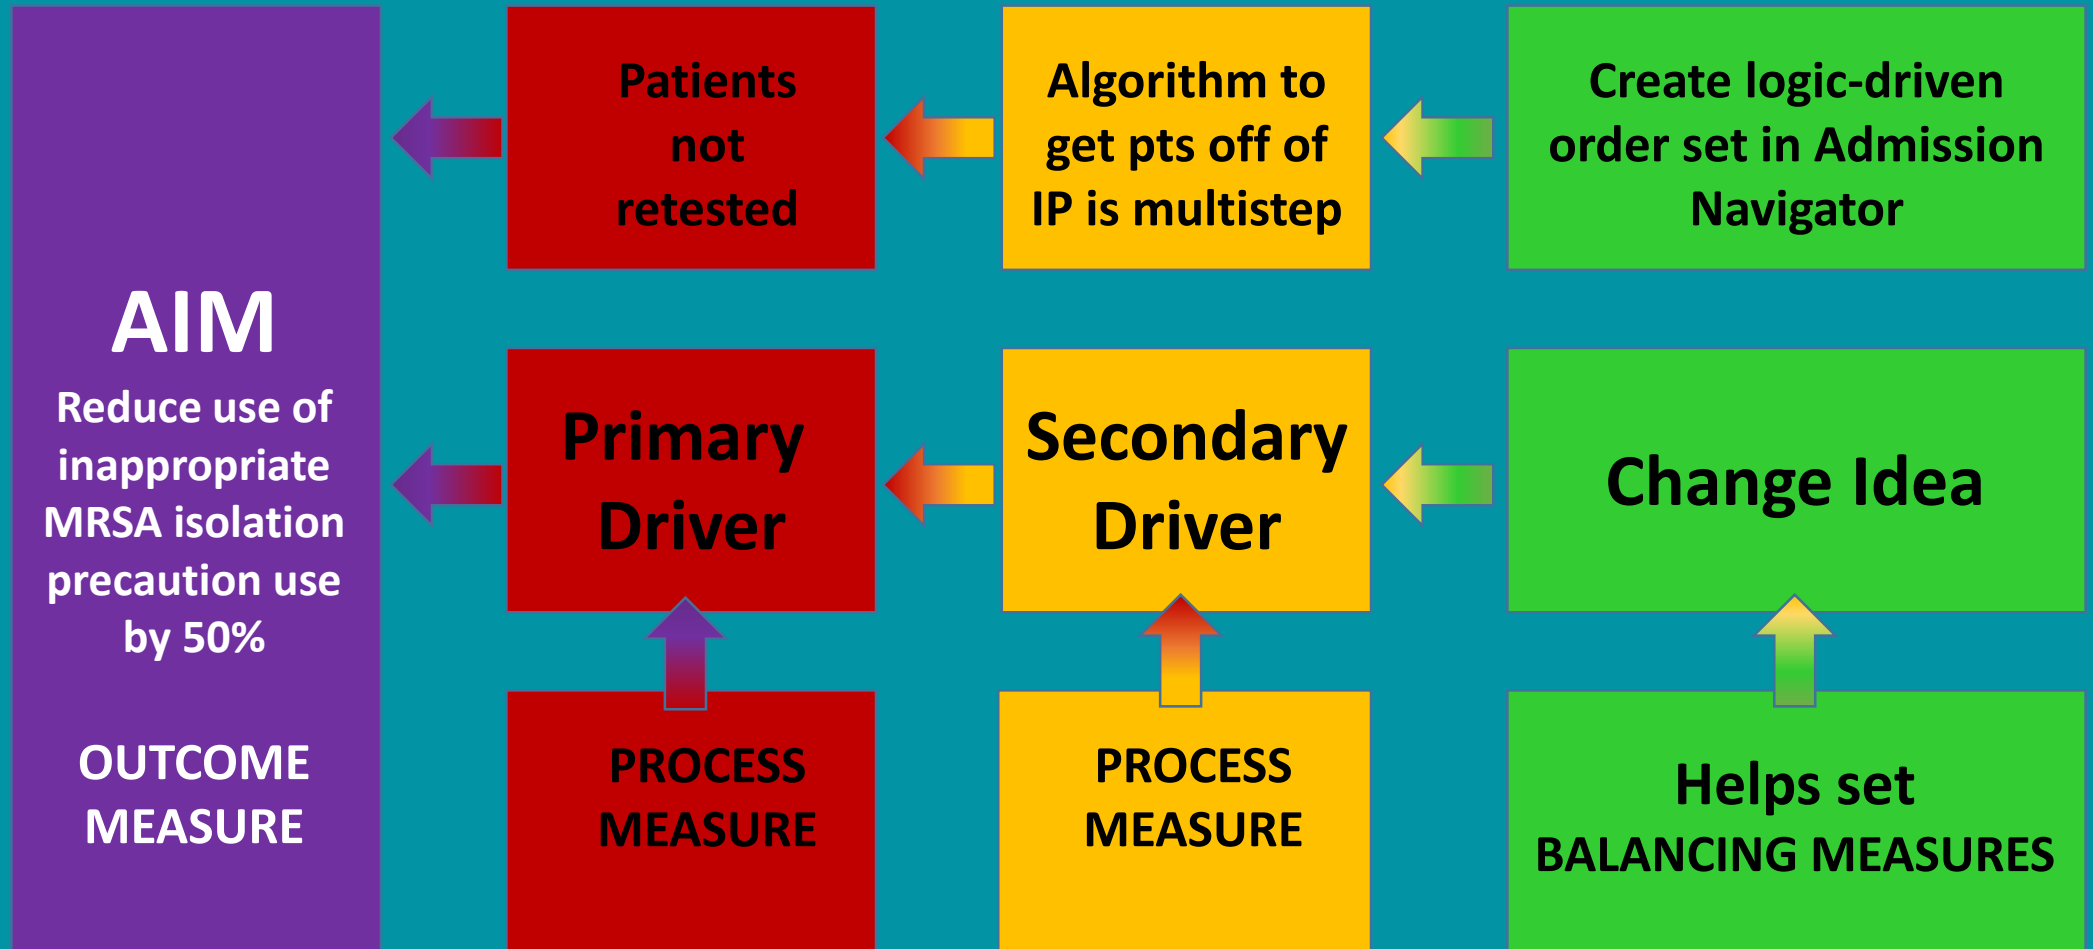 AIM
Reduce use of
inappropriate
MRSA isolation
precaution use
by 50%
OUTCOME
MEASURE
Patients
not
retested
Algorithm to
get pts off of
IP is multistep
Create logic-driven
order set in Admission
Navigator
Primary
Driver
Secondary
Driver
Change Idea
PROCESS
MEASURE
PROCESS
MEASURE
Helps set
BALANCING MEASURES